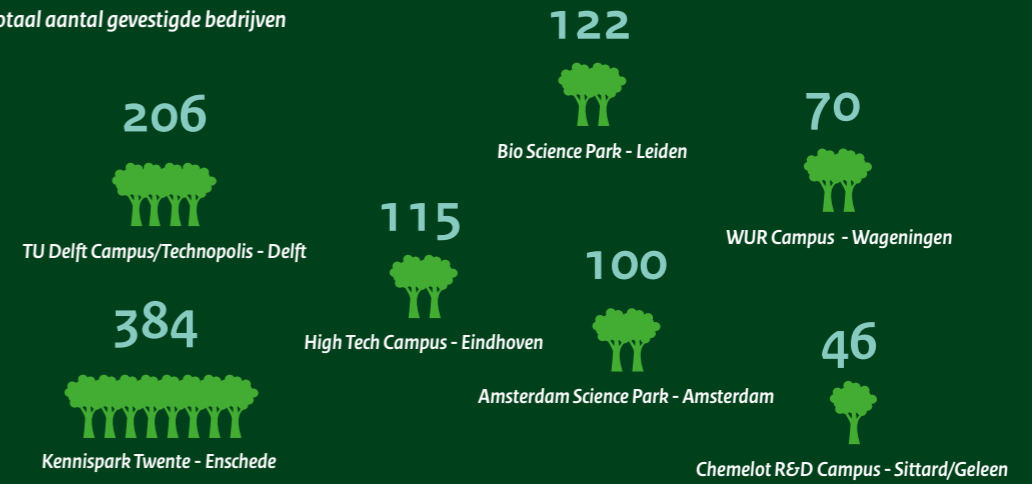 otaal aantal gevestigde bedrijven
122
Bio Science Park - Leiden
206
TU Delft Campus/Technopolis - Delft
70
WUR Campus - Wageningen
115
High Tech Campus - Eindhoven
100
Amsterdam Science Park - Amsterdam
384
Kennispark Twente - Enschede
46
Chemelot R&D Campus - Sittard/Geleen